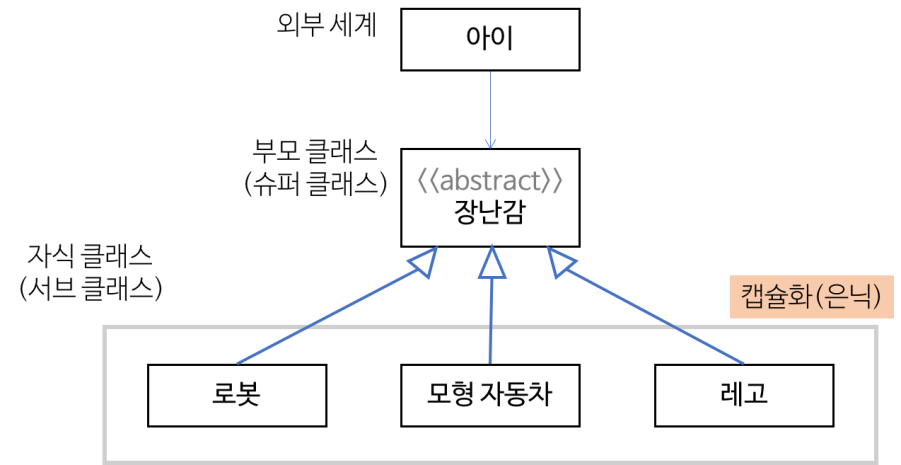 외부 세계
아이
부모 클래스
(슈퍼 클래스)
<<abstract>>
장난감
자식 클래스
(서브 클래스)
캡슐화(은닉)
로봇
모형 자동차
레고